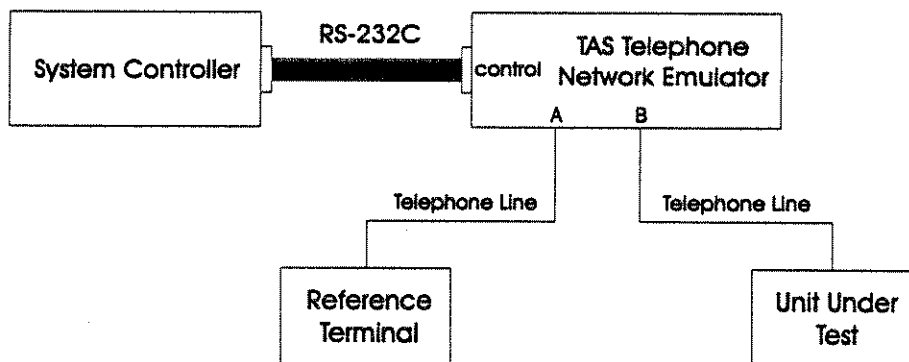 RS-232C
System Controller
control
TAS Telephone
Network Emulator
A
B
Telephone Line
Telephone Line
Reference
Terminal
Unit Under
Test